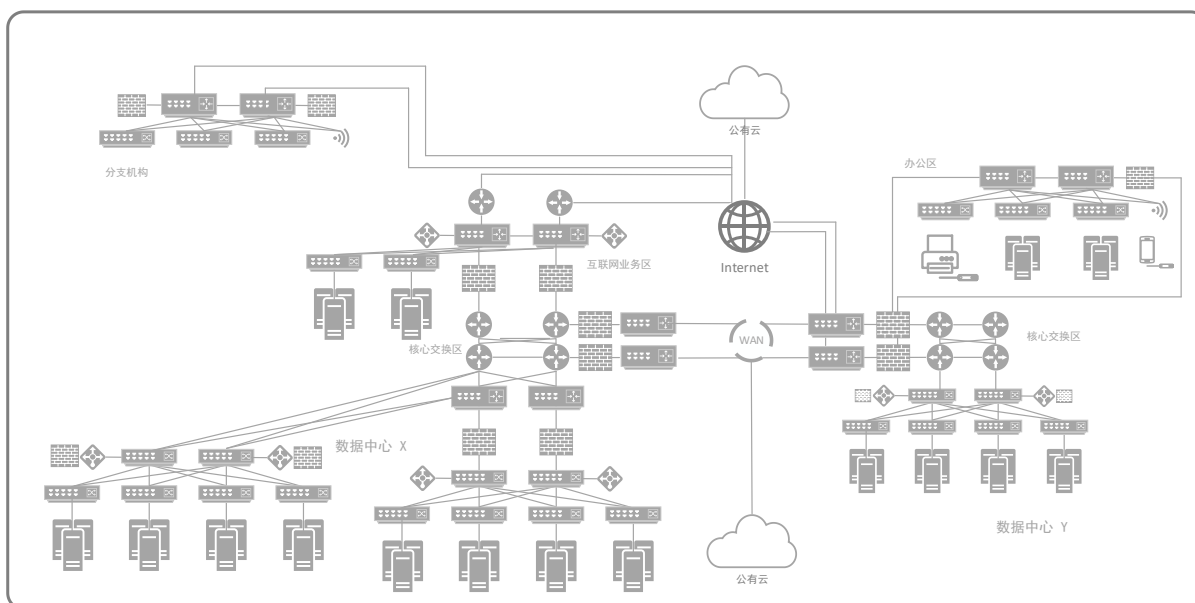 公有云
分支机构
办公区
互联网业务区
Internet
核心交换区
WAN
核心交换区
数据中心 X
数据中心 Y
公有云